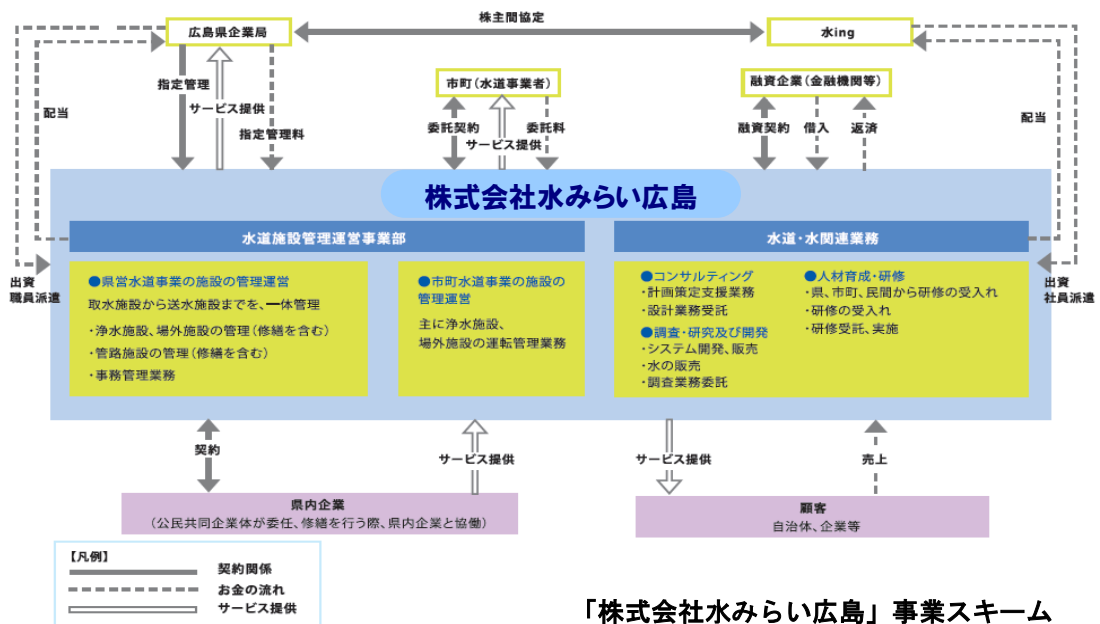 株主間協定
広島県企業局
水ing
市町(水道事業者)
融資企業(金融機関等)
指定管理
サービス提供
指定管理料
配当
委託契約
サービス提供
委託料
融資契約
借入
返済
配当
株式会社水みらい広島
水道施設管理運営事業部
水道・水関連業務
出資
職員派遣
●県営水道事業の施設の管理運営
取水施設から送水施設までを、一体管理
・浄水施設、場外施設の管理(修繕を含む)
・管路施設の管理(修繕を含む)
・事務管理業務
●市町水道事業の施設の
管理運営
主に浄水施設、
場外施設の運転管理業務
●コンサルティング
・計画策定支援業務
・設計業務受託
●調査・研究及び開発
・システム開発、販売
・水の販売
・調査業務委託
●人材育成・研修
・県、市町、民間から研修の受入れ
・研修の受入れ
・研修受託、実施
出資
社員派遣
契約
サービス提供
サービス提供
売上
県内企業
(公民共同企業体が委任、修繕を行う際、県内企業と協働)
顧客
自治体、企業等
【凡例】
契約関係
お金の流れ
サービス提供
「株式会社水みらい広島」事業スキーム